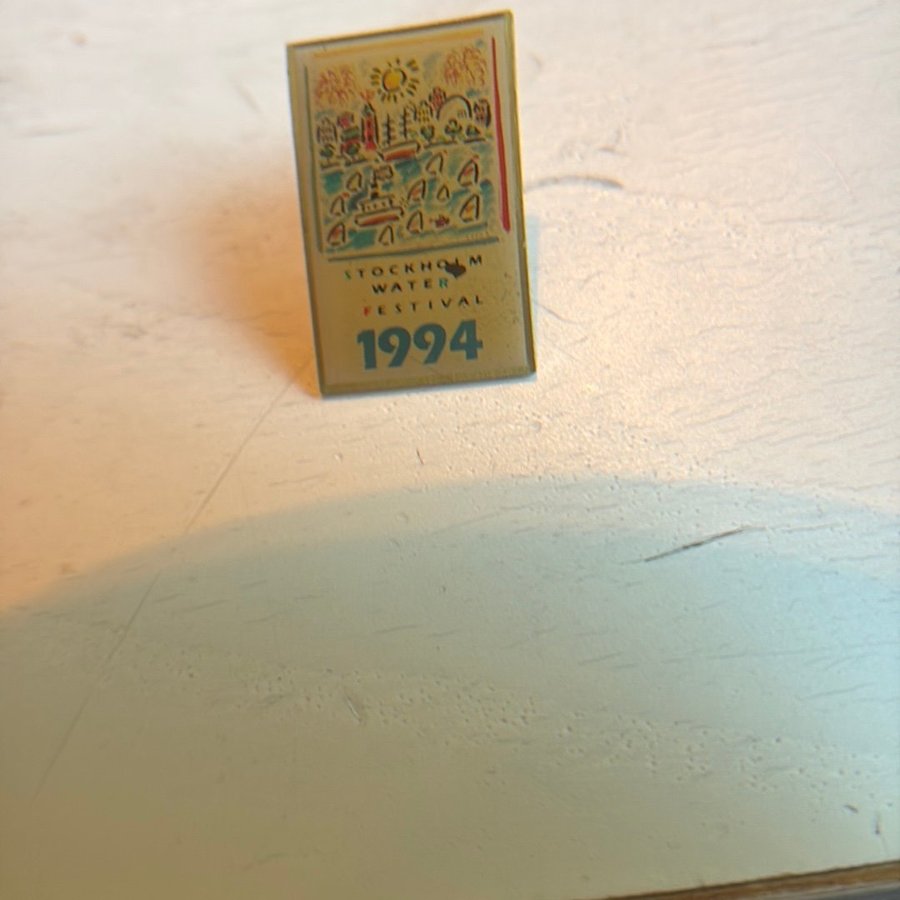 STOCKHOLM
WATER
FESTIVAL
1994